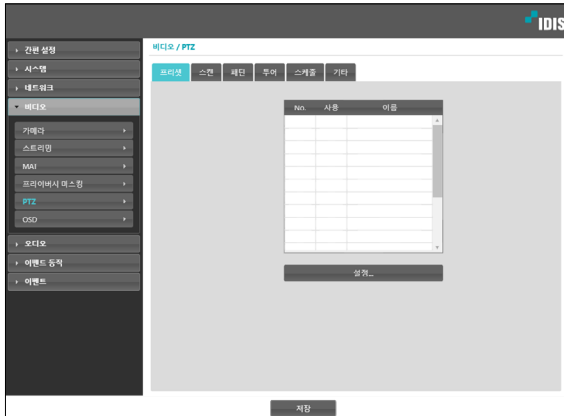 IDIS
간편 설정
시스템
네트워크
비디오
카메라
스트리밍
MAI
프라이버시 마스킹
PTZ
OSD
오디오
이벤트 동작
이벤트
비디오 / PTZ
프리셋 스캔 패턴 투어 스케줄 기타
No. 사용 이름
설정...
저장